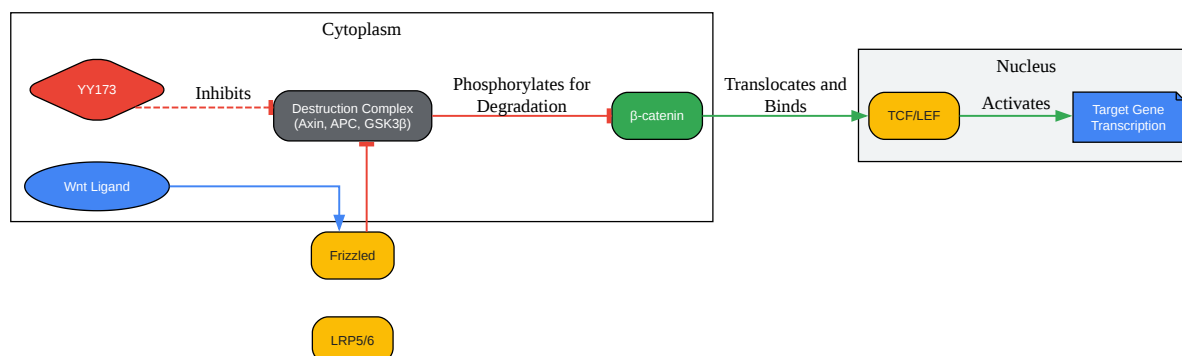 Cytoplasm
YY173
Inhibits
Destruction Complex
(Axin, APC, GSK3β)
Phosphorylates for
Degradation
β-catenin
Translocates and
Binds
Nucleus
TCF/LEF
Activates
Target Gene
Transcription
Wnt Ligand
Frizzled
LRP5/6